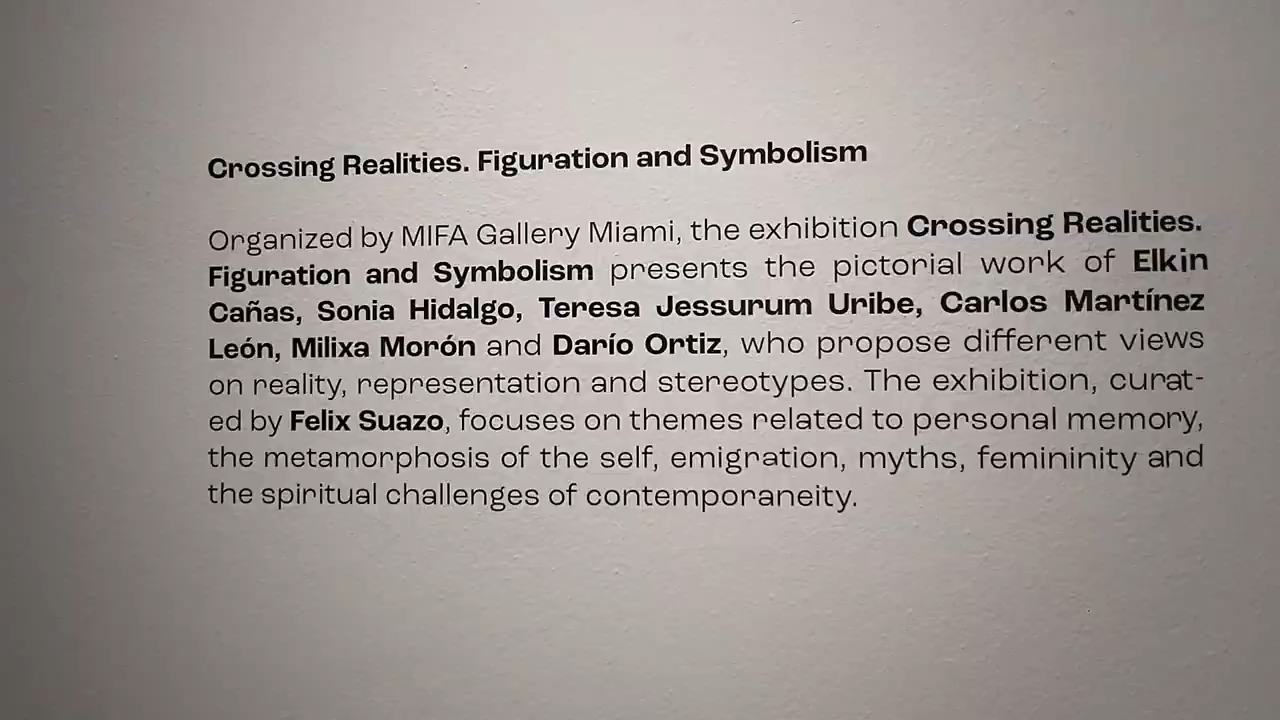 Crossing Realities. Figuration and Symbolism
Organized by MIFA Gallery Miami, the exhibition Crossing Realities.
Figuration and Symbolism presents the pictorial work of Elkin
Cañas, Sonia Hidalgo, Teresa Jessurum Uribe, Carlos Martínez
León, Milixa Morón and Darío Ortiz, who propose different views
on reality, representation and stereotypes. The exhibition, curat-
ed by Felix Suazo, focuses on themes related to personal memory,
the metamorphosis of the self, emigration, myths, femininity and
the spiritual challenges of contemporaneity.